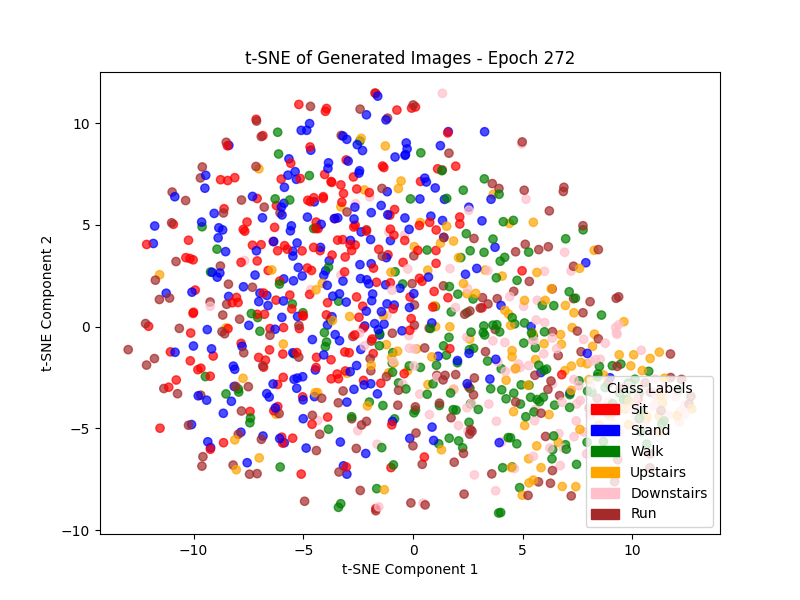 t-SNE of Generated Images - Epoch 272
t-SNE Component 2
10
5
0
−5
−10
Class Labels
Sit
Stand
Walk
Upstairs
Downstairs
Run
−10
−5
0
5
10
t-SNE Component 1